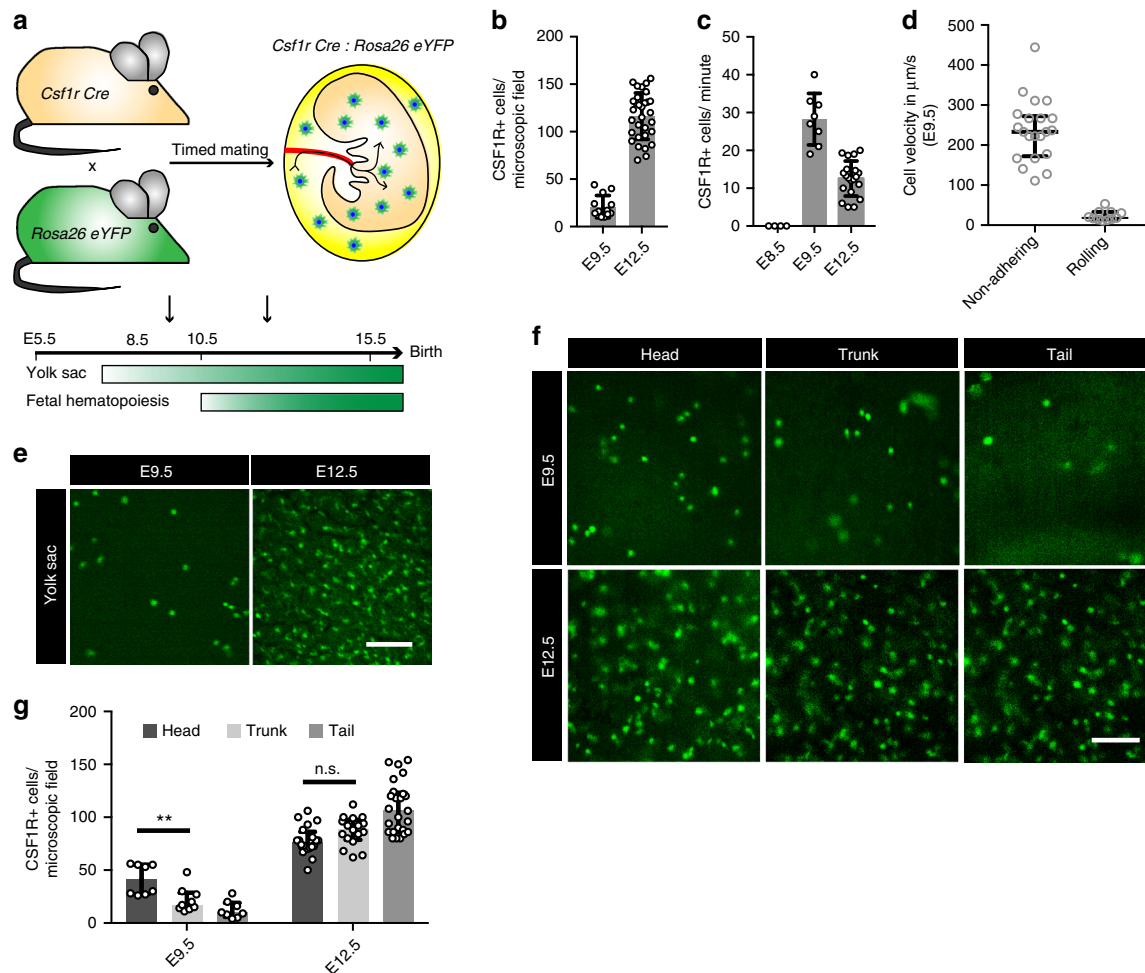 a
Csf1r Cre
x
Rosa26 eYFP
Timed mating
Csf1r Cre : Rosa26 eYFP
E5.5
8.5
10.5
15.5
Birth
Yolk sac
Fetal hematopoiesis
b
CSF1R+ cells/
microscopic field
200
150
100
50
0
E9.5
E12.5
c
CSF1R+ cells/ minute
50
40
30
20
10
0
E8.5
E9.5
E12.5
d
Cell velocity in μm/s
(E9.5)
500
400
300
200
100
0
Non-adhering
Rolling
e
E9.5
E12.5
Yolk sac
f
Head
Trunk
Tail
E9.5
E12.5
g
CSF1R+ cells/
microscopic field
200
150
100
50
0
Head
Trunk
Tail
**
n.s.
E9.5
E12.5